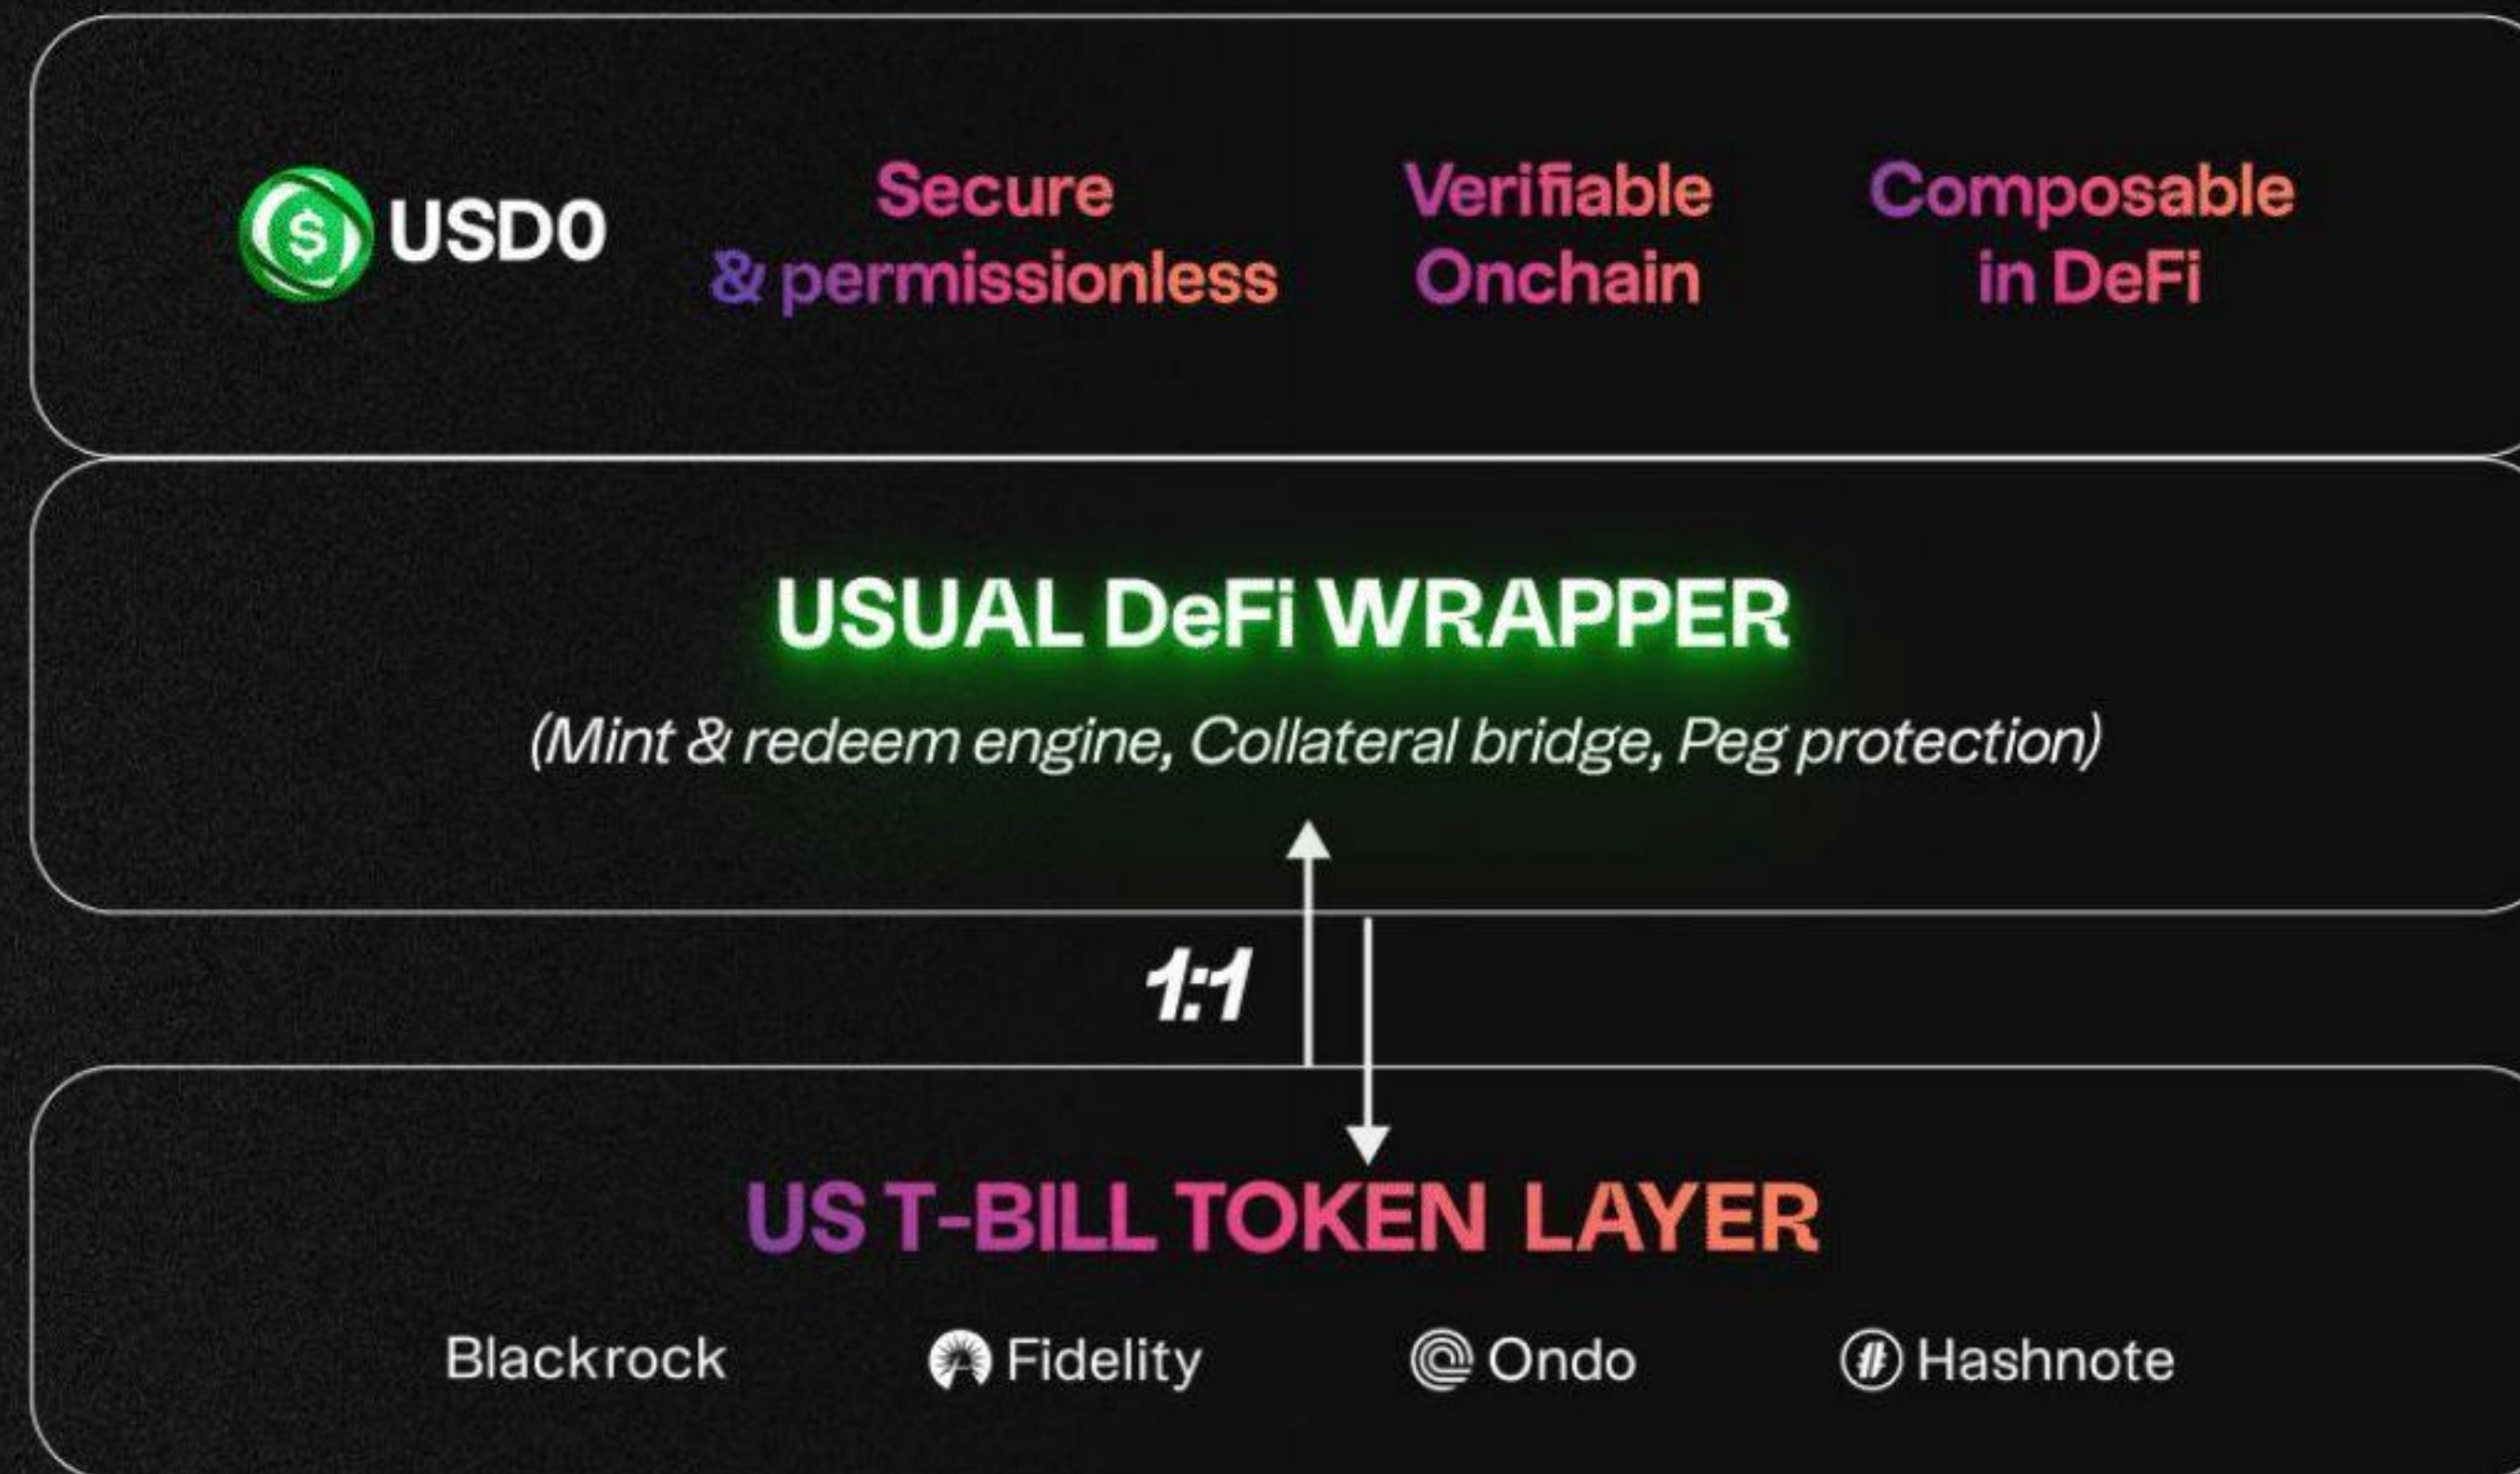 USD0
Secure
& permissionless
Verifiable
Onchain
Composable
in DeFi
USUAL DeFi WRAPPER
(Mint & redeem engine, Collateral bridge, Peg protection)
1:1
US T-BILL TOKEN LAYER
Blackrock
Fidelity
Ondo
Hashnote